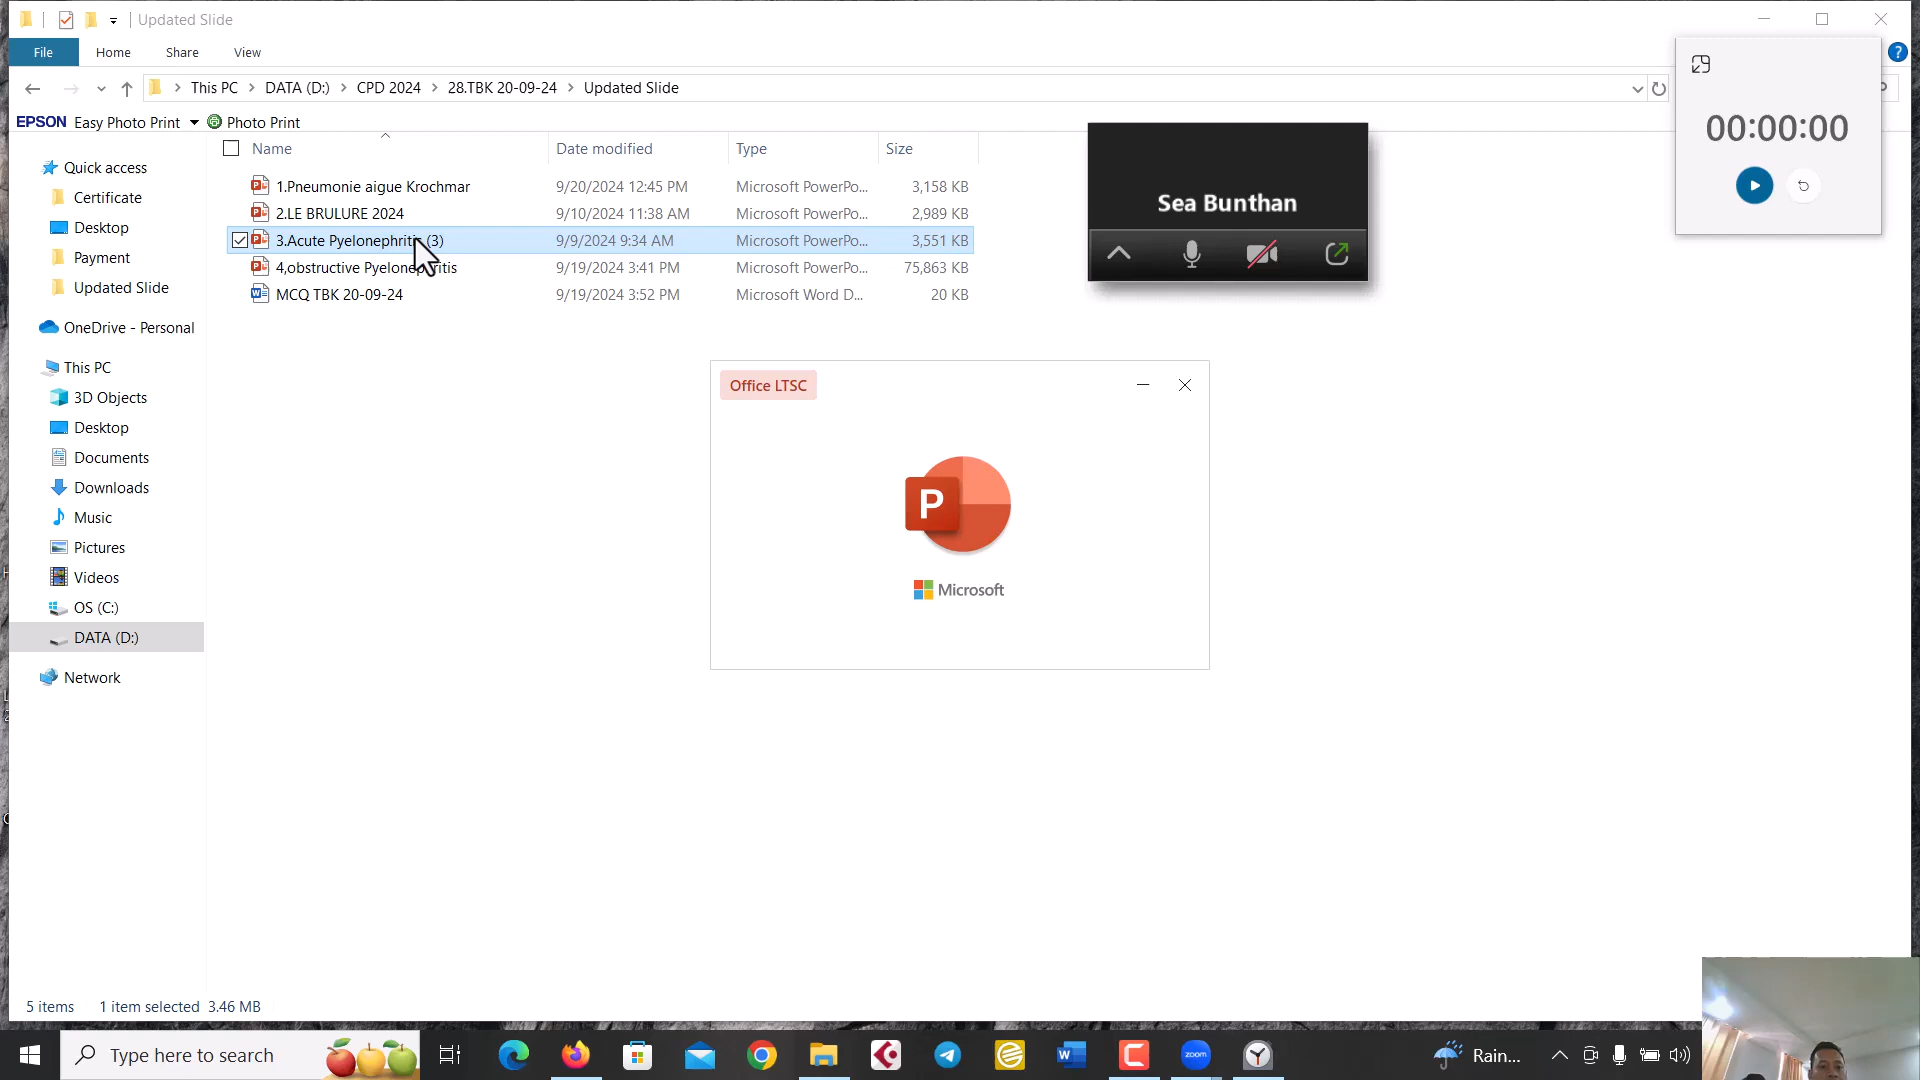 Updated Slide
File Home Share View
This PC DATA (D:) CPD 2024 28.TBK 20-09-24 Updated Slide
EPSON Easy Photo Print Photo Print
Name Date modified Type Size
1.Pneumonie aigue Krochmar 9/20/2024 12:45 PM Microsoft PowerPo... 3,158 KB
2.LE BRULURE 2024 9/10/2024 11:38 AM Microsoft PowerPo... 2,989 KB
3.Acute Pyelonephritis (3) 9/9/2024 9:34 AM Microsoft PowerPo... 3,551 KB
4,obstructive Pyelonephritis 9/19/2024 3:41 PM Microsoft PowerPo... 75,863 KB
MCQ TBK 20-09-24 9/19/2024 3:52 PM Microsoft Word D... 20 KB
Quick access
Certificate
Desktop
Payment
Updated Slide
OneDrive - Personal
This PC
3D Objects
Desktop
Documents
Downloads
Music
Pictures
Videos
OS (C:)
DATA (D:)
Network
Sea Bunthan
00:00:00
Office LTSC
P
Microsoft
5 items 1 item selected 3.46 MB
Type here to search
zoom
Rain...